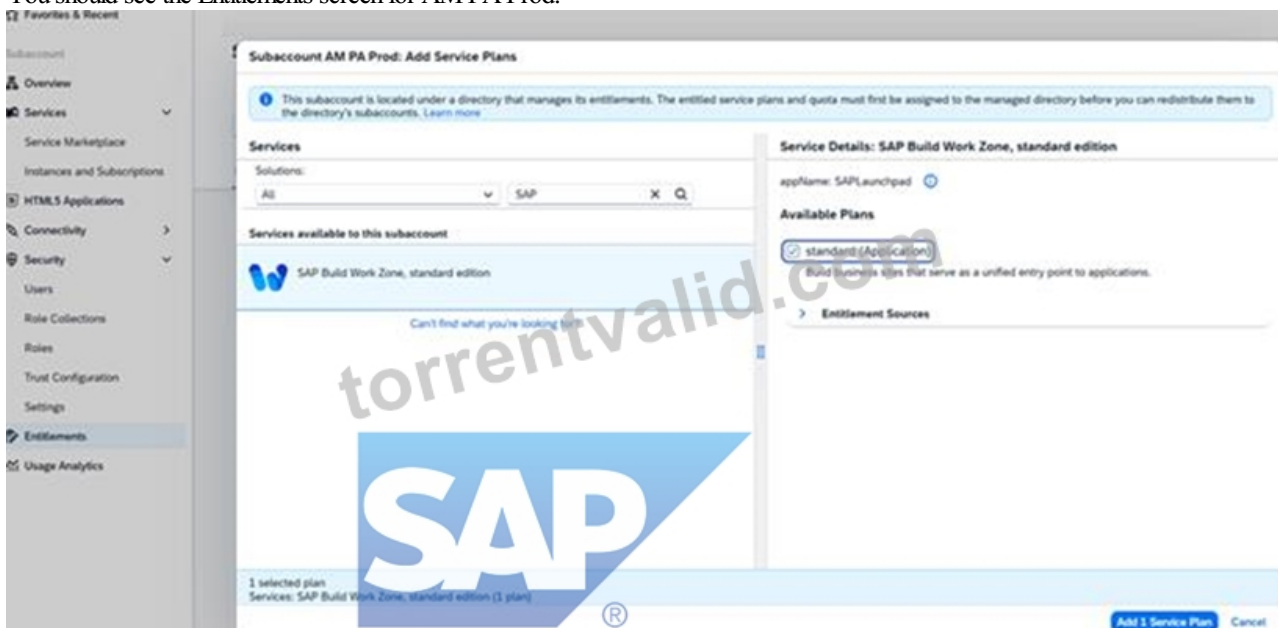 You should see the Entitlements screen for AM PA Prod.
Favorites & Recent
Subaccount
Overview
Services
Service Marketplace
Instances and Subscriptions
HTML5 Applications
Connectivity
Security
Users
Role Collections
Roles
Trust Configuration
Settings
Entitlements
Usage Analytics
Subaccount AM PA Prod: Add Service Plans
This subaccount is located under a directory that manages its entitlements. The entitled service plans and quota must first be assigned to the managed directory before you can redistribute them to
the directory's subaccounts. Learn more
Services
Solutions:
All
SAP
Services available to this subaccount
SAP Build Work Zone, standard edition
Can't find what you're looking
Service Details: SAP Build Work Zone, standard edition
appName: SAPLaunchpad
Available Plans
standard (Application)
Build business sites that serve as a unified entry point to applications.
Entitlement Sources
torrentvalid.com
SAP
®
1 selected plan
Services: SAP Build Work Zone, standard edition (1 plan)
Add 1 Service Plan
Cancel